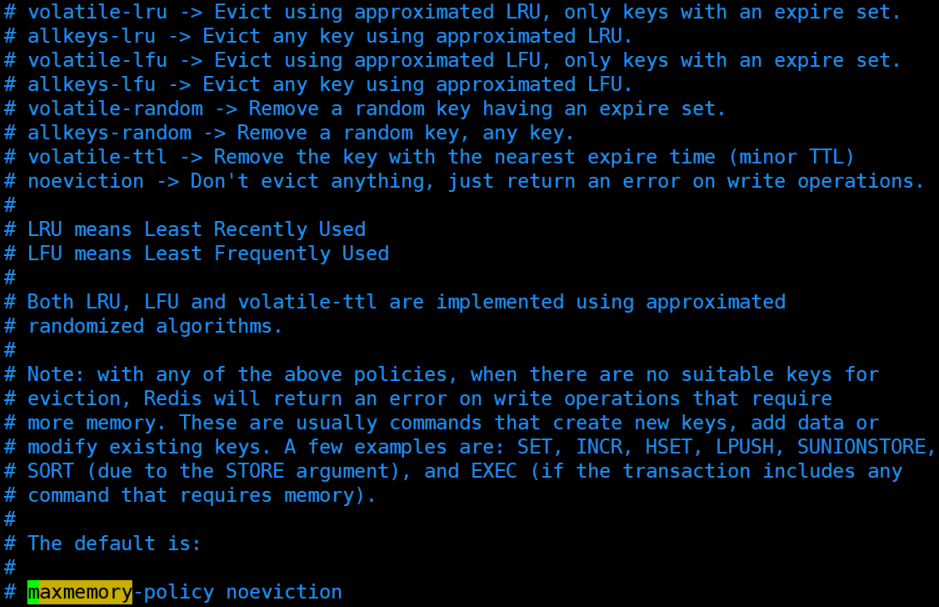 # volatile-lru -> Evict using approximated LRU, only keys with an expire set.
# allkeys-lru -> Evict any key using approximated LRU.
# volatile-lfu -> Evict using approximated LFU, only keys with an expire set.
# allkeys-lfu -> Evict any key using approximated LFU.
# volatile-random -> Remove a random key having an expire set.
# allkeys-random -> Remove a random key, any key.
# volatile-ttl -> Remove the key with the nearest expire time (minor TTL)
# noeviction -> Don't evict anything, just return an error on write operations.
#
# LRU means Least Recently Used
# LFU means Least Frequently Used
#
# Both LRU, LFU and volatile-ttl are implemented using approximated
# randomized algorithms.
#
# Note: with any of the above policies, when there are no suitable keys for
# eviction, Redis will return an error on write operations that require
# more memory. These are usually commands that create new keys, add data or
# modify existing keys. A few examples are: SET, INCR, HSET, LPUSH, SUNIONSTORE,
# SORT (due to the STORE argument), and EXEC (if the transaction includes any
# command that requires memory).
#
# The default is:
#
# maxmemory-policy noeviction